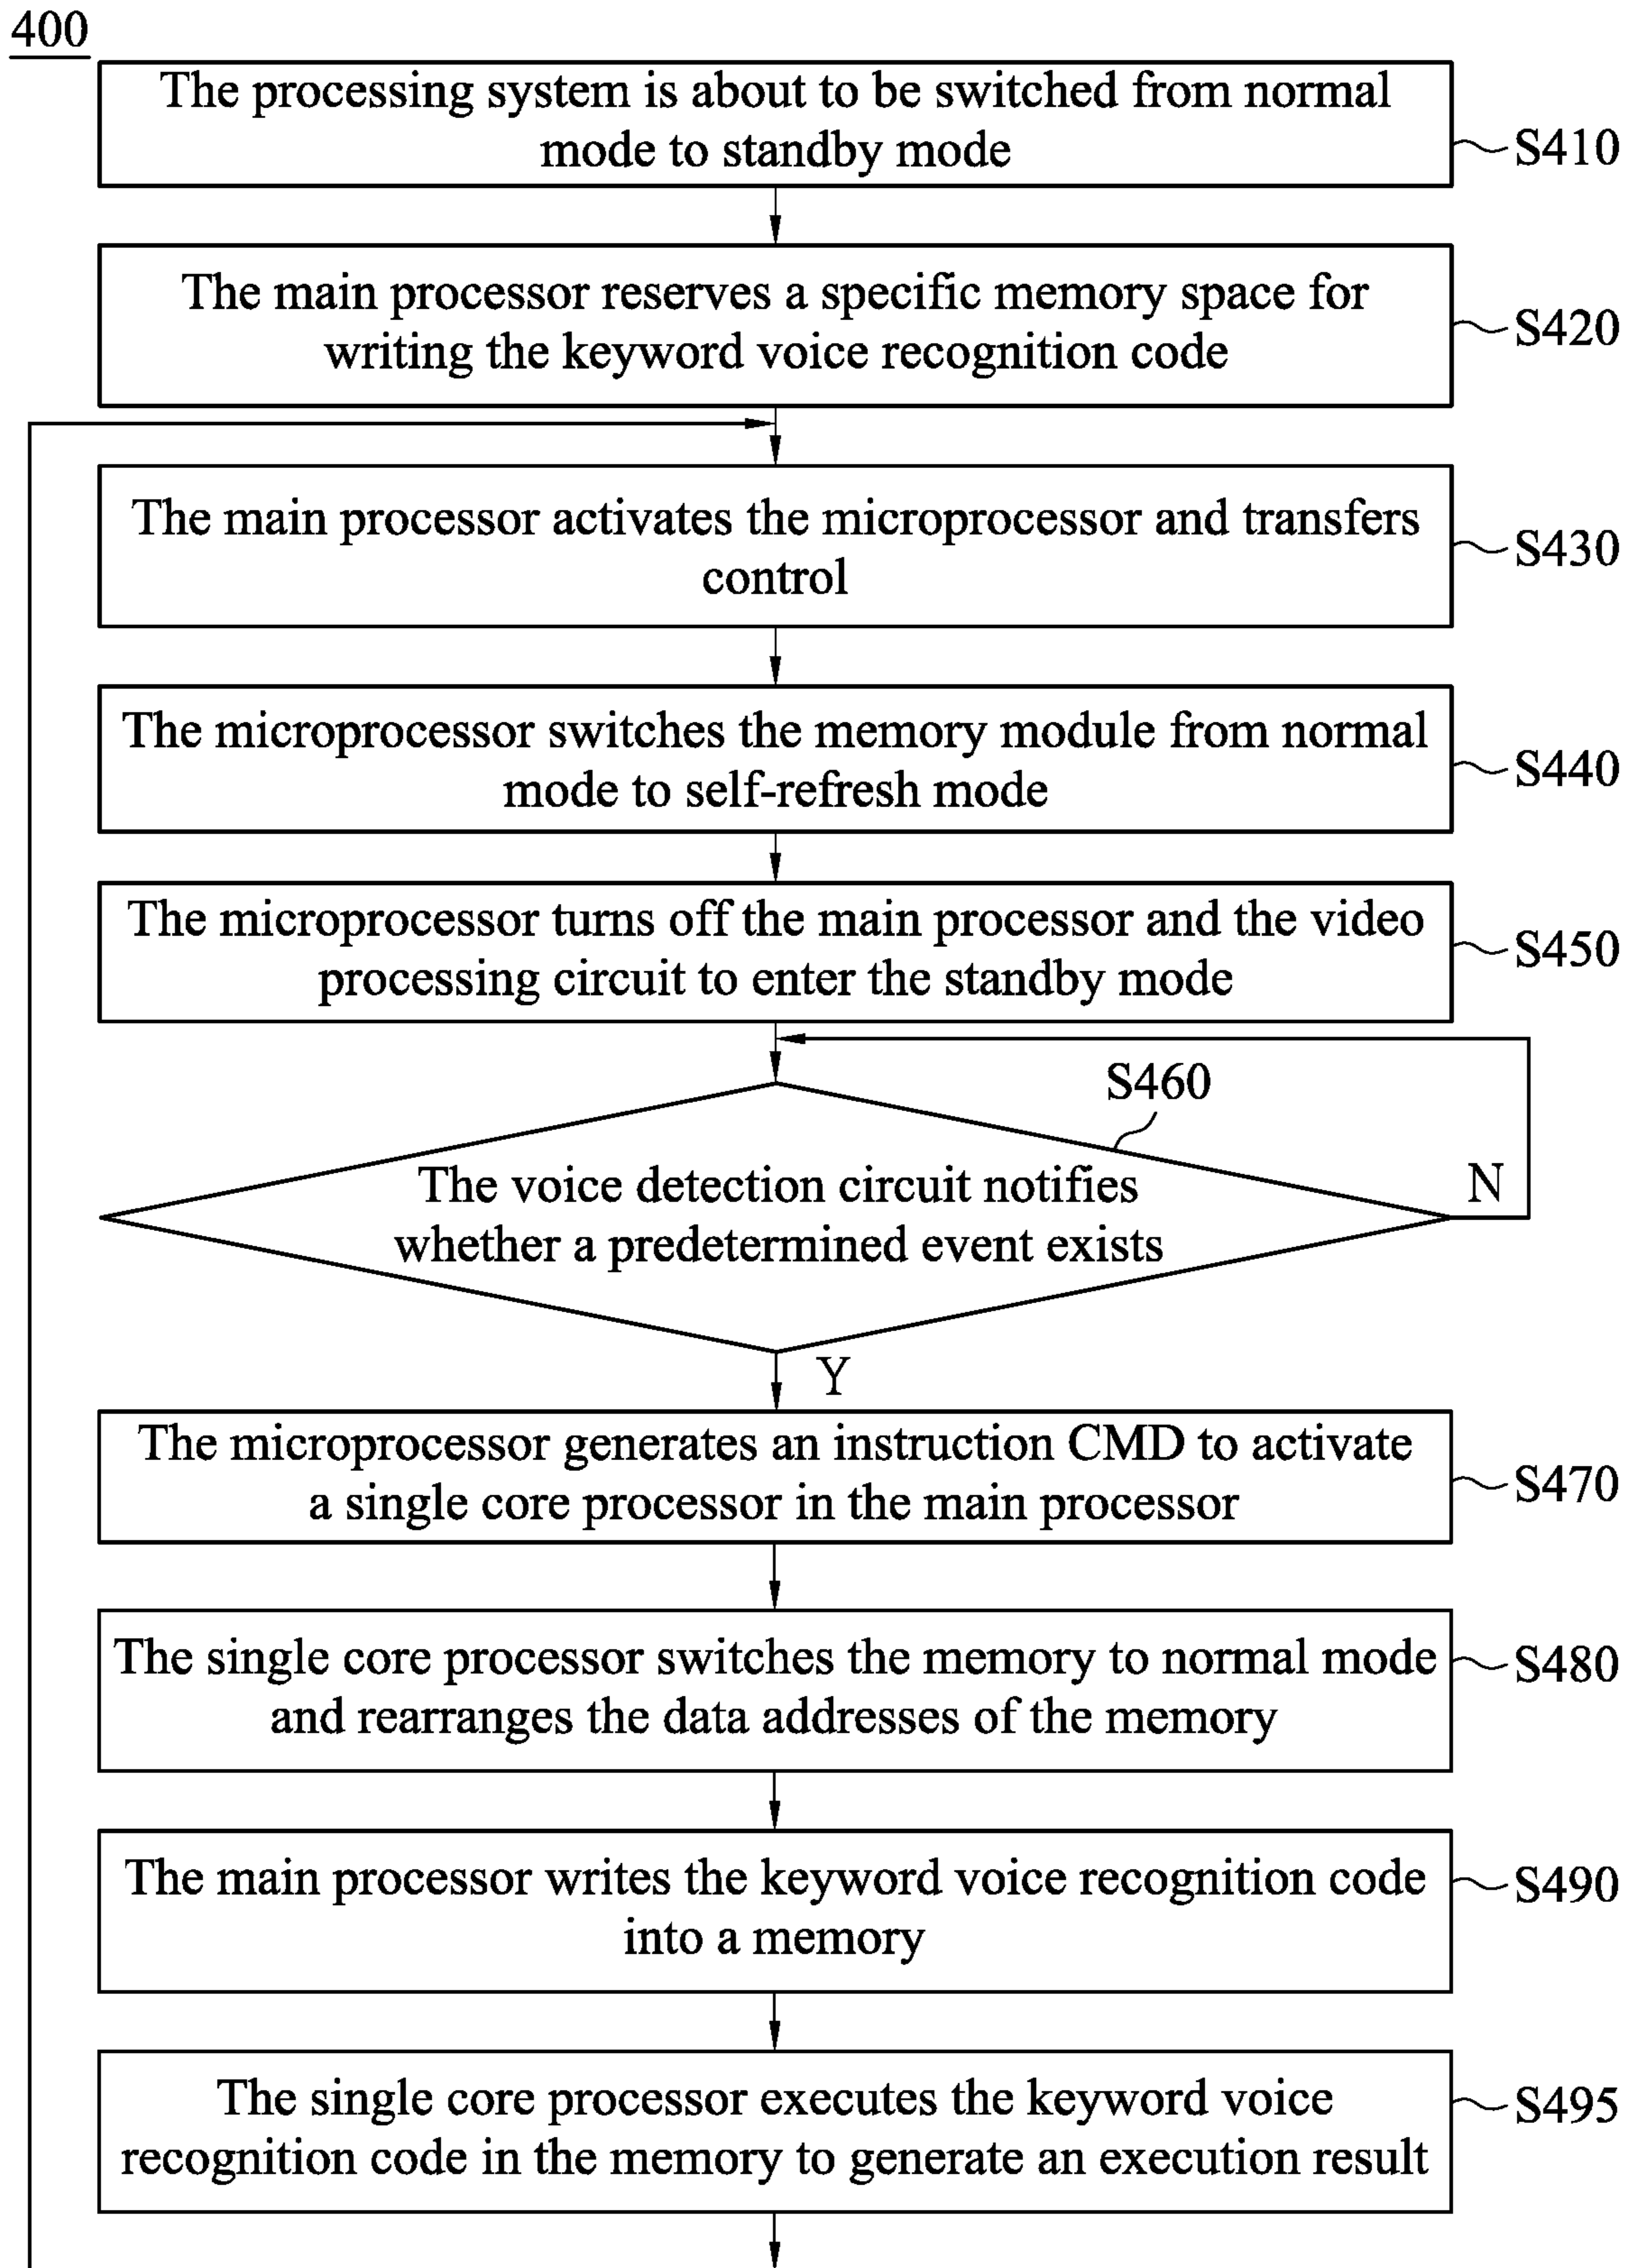 400
The processing system is about to be switched from normal
mode to standby mode
S410
The main processor reserves a specific memory space for
writing the keyword voice recognition code
S420
The main processor activates the microprocessor and transfers
control
S430
The microprocessor switches the memory module from normal
mode to self-refresh mode
S440
The microprocessor turns off the main processor and the video
processing circuit to enter the standby mode
S450
S460
The voice detection circuit notifies
whether a predetermined event exists
N
Y
The microprocessor generates an instruction CMD to activate
a single core processor in the main processor
S470
The single core processor switches the memory to normal mode
and rearranges the data addresses of the memory
S480
The main processor writes the keyword voice recognition code
into a memory
S490
The single core processor executes the keyword voice
recognition code in the memory to generate an execution result
S495